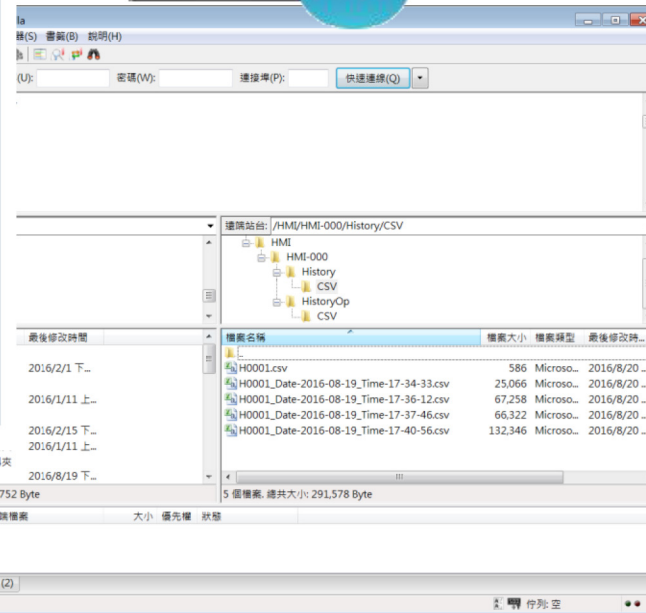 la
器(S) 書籤(B) 說明(H)
(U): 密碼(W): 連接埠(P): 快速連線(Q)
遠端站台: /HMI/HMI-000/History/CSV
HMI
HMI-000
History
CSV
HistoryOp
CSV
最後修改時間
2016/2/1 下...
2016/1/11 上...
2016/2/15 下...
2016/1/11 上...
夾
2016/8/19 下...
752 Byte
檔案名稱 檔案大小 檔案類型 最後修改時...
..
H0001.csv 586 Microso... 2016/8/20 ...
H0001_Date-2016-08-19_Time-17-34-33.csv 25,066 Microso... 2016/8/20 ...
H0001_Date-2016-08-19_Time-17-36-12.csv 67,258 Microso... 2016/8/20 ...
H0001_Date-2016-08-19_Time-17-37-46.csv 66,322 Microso... 2016/8/20 ...
H0001_Date-2016-08-19_Time-17-40-56.csv 132,346 Microso... 2016/8/20 ...
5 個檔案. 總共大小: 291,578 Byte
端檔案 大小 優先權 狀態
(2)
佇列: 空